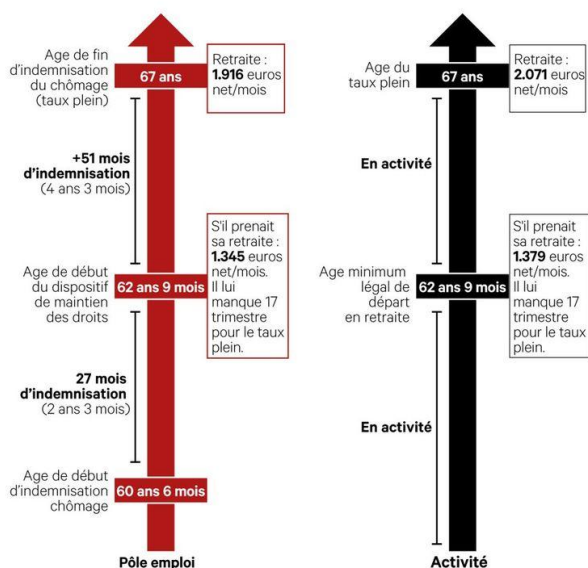 Age de fin
d'indemnisation
du chômage
(taux plein)
67 ans
Retraite :
1.916 euros
net/mois
+51 mois
d'indemnisation
(4 ans 3 mois)
Age de début
du dispositif
de maintien
des droits
62 ans 9 mois
S'il prenait
sa retraite :
1.345 euros
net/mois.
Il lui
manque 17
trimestre
pour le taux
plein.
27 mois
d'indemnisation
(2 ans 3 mois)
Age de début
d'indemnisation
chômage
60 ans 6 mois
Pôle emploi
Age du
taux plein
67 ans
Retraite :
2.071 euros
net/mois
En activité
Age minimum
légal de
départ
en retraite
62 ans 9 mois
S'il prenait
sa retraite :
1.379 euros
net/mois.
Il lui
manque 17
trimestre
pour le taux
plein.
En activité
Activité